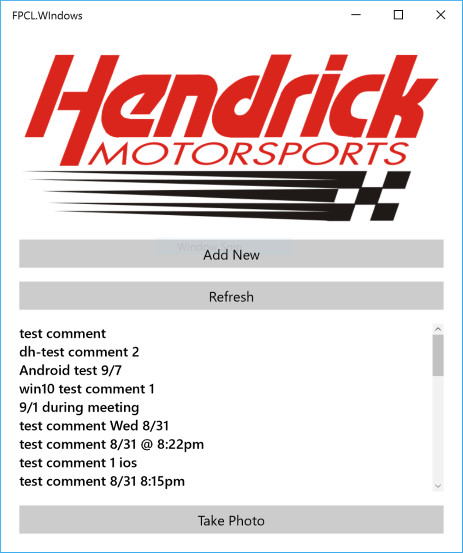 FPCL.WIndows
Hendrick
MOTORSPORTS
Add New
Refresh
test comment
dh-test comment 2
Android test 9/7
win10 test comment 1
9/1 during meeting
test comment Wed 8/31
test comment 8/31 @ 8:22pm
test comment 1 ios
test comment 8/31 8:15pm
Take Photo